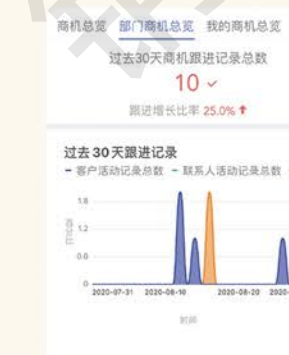 商机总览 部门商机总览 我的商机总览
过去30天商机跟进记录总数
10
跟进增长比率 25.0%
过去30天跟进记录
客户活动记录总数 联系人活动记录总数
1.8
1.2
0.6
0
2020-07-31 2020-08-10 2020-08-20 2020-
时间